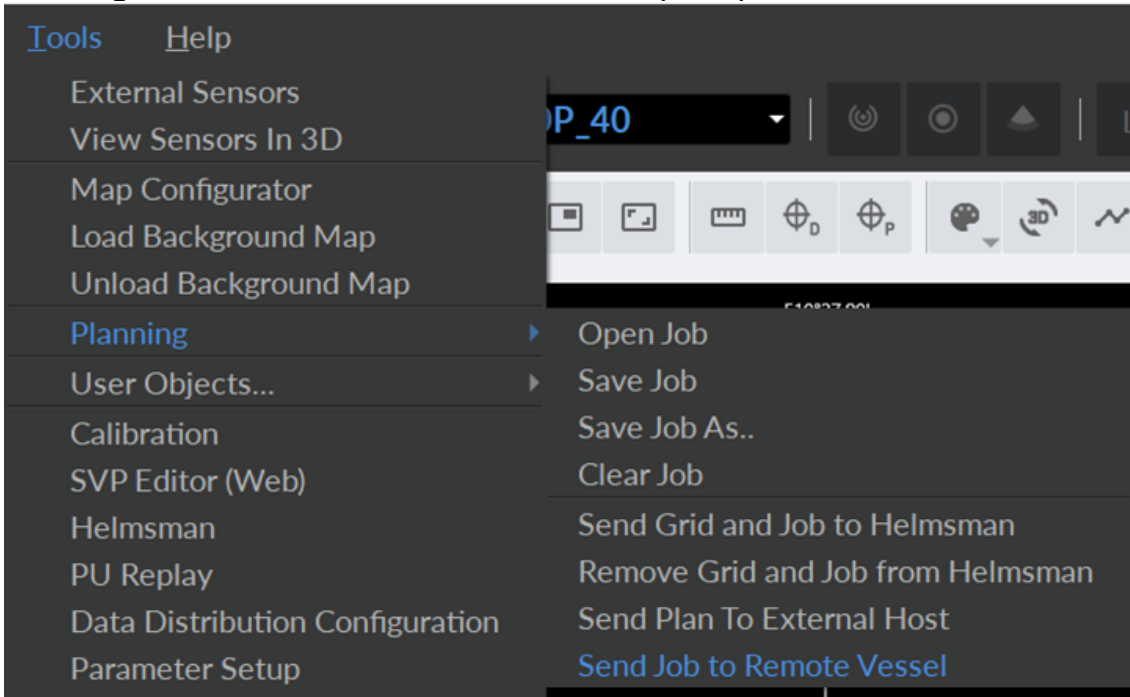 Tools Help
External Sensors
View Sensors In 3D
Map Configurator
Load Background Map
Unload Background Map
Planning
User Objects...
Calibration
SVP Editor (Web)
Helmsman
PU Replay
Data Distribution Configuration
Parameter Setup
P_40
D
P
3D
Open Job
Save Job
Save Job As..
Clear Job
Send Grid and Job to Helmsman
Remove Grid and Job from Helmsman
Send Plan To External Host
Send Job to Remote Vessel